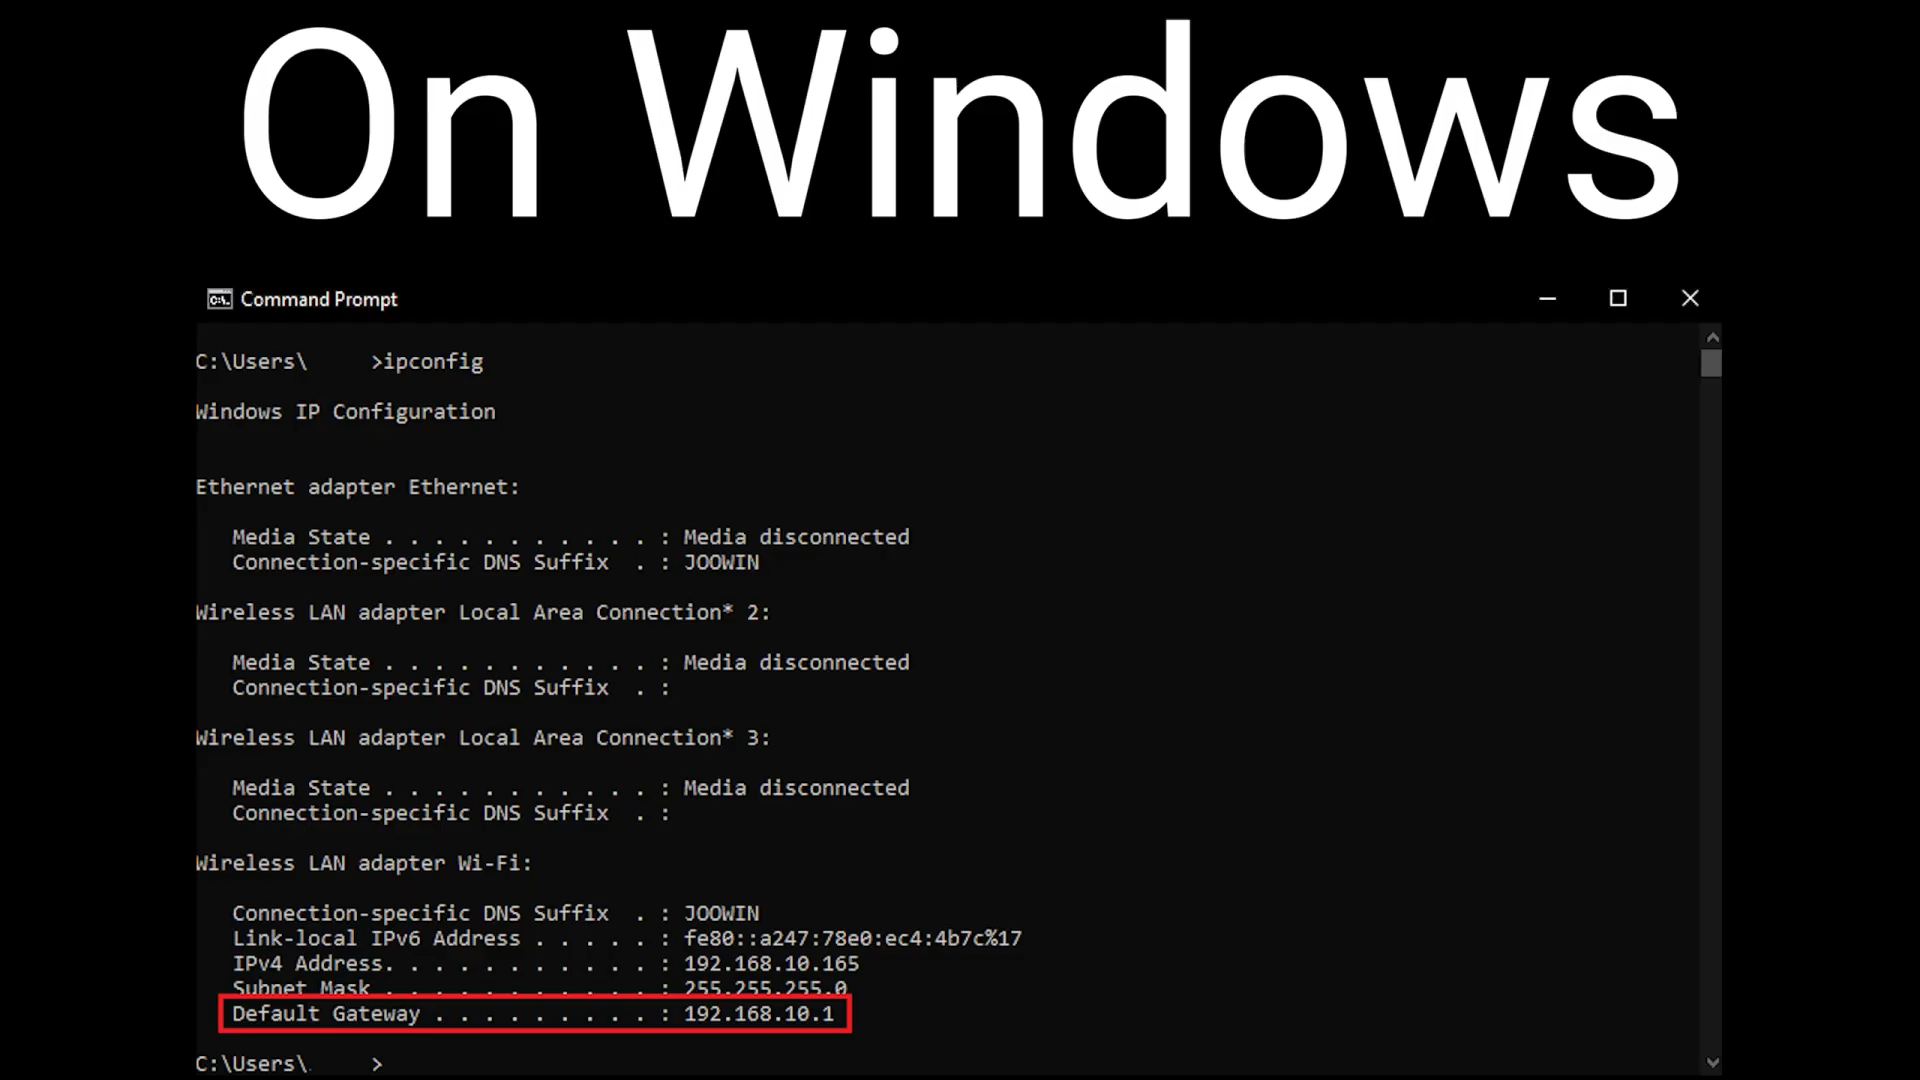 On Windows
Command Prompt
C:\Users\     >ipconfig
Windows IP Configuration
Ethernet adapter Ethernet:
Media State . . . . . . . . . . . : Media disconnected
Connection-specific DNS Suffix  . : JOOWIN
Wireless LAN adapter Local Area Connection* 2:
Media State . . . . . . . . . . . : Media disconnected
Connection-specific DNS Suffix  . :
Wireless LAN adapter Local Area Connection* 3:
Media State . . . . . . . . . . . : Media disconnected
Connection-specific DNS Suffix  . :
Wireless LAN adapter Wi-Fi:
Connection-specific DNS Suffix  . : JOOWIN
Link-local IPv6 Address . . . . . : fe80::a247:78e0:ec4:4b7c%17
IPv4 Address. . . . . . . . . . . : 192.168.10.165
Subnet Mask . . . . . . . . . . . : 255.255.255.0
Default Gateway . . . . . . . . . : 192.168.10.1
C:\Users\     >